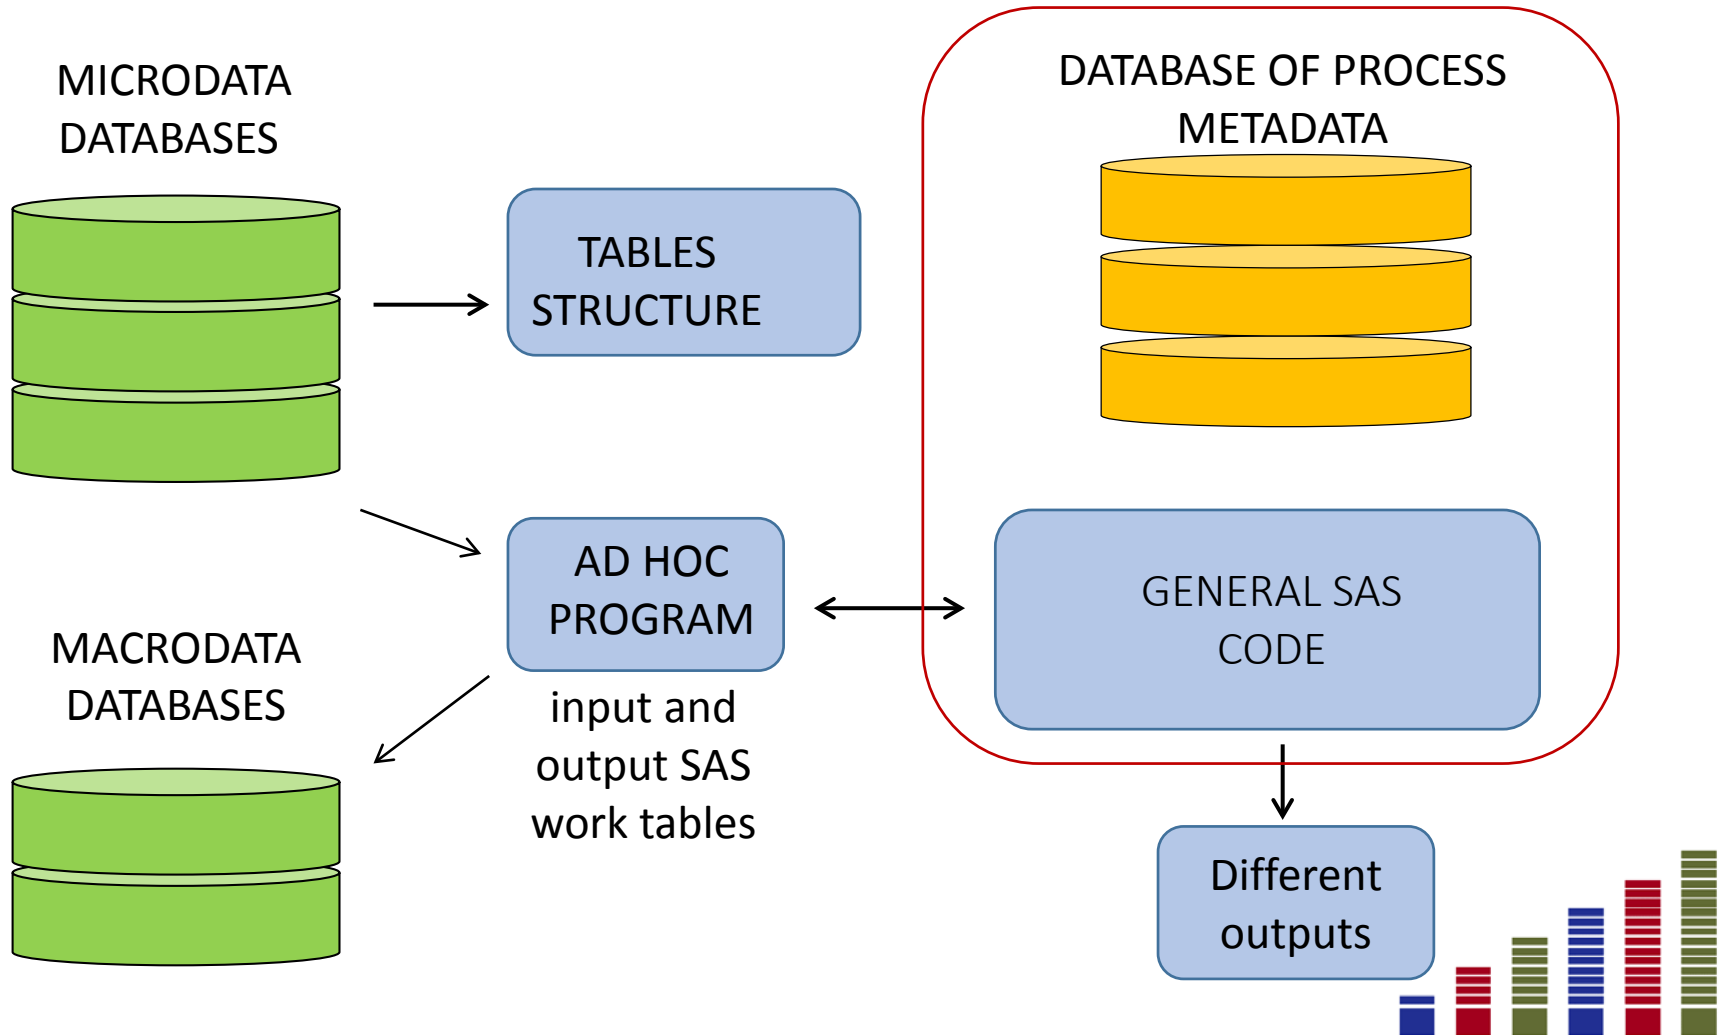 MICRODATA
DATABASES
DATABASE OF PROCESS
METADATA
TABLES
STRUCTURE
AD HOC
PROGRAM
GENERAL SAS
CODE
MACRODATA
DATABASES
input and
output SAS
work tables
Different
outputs